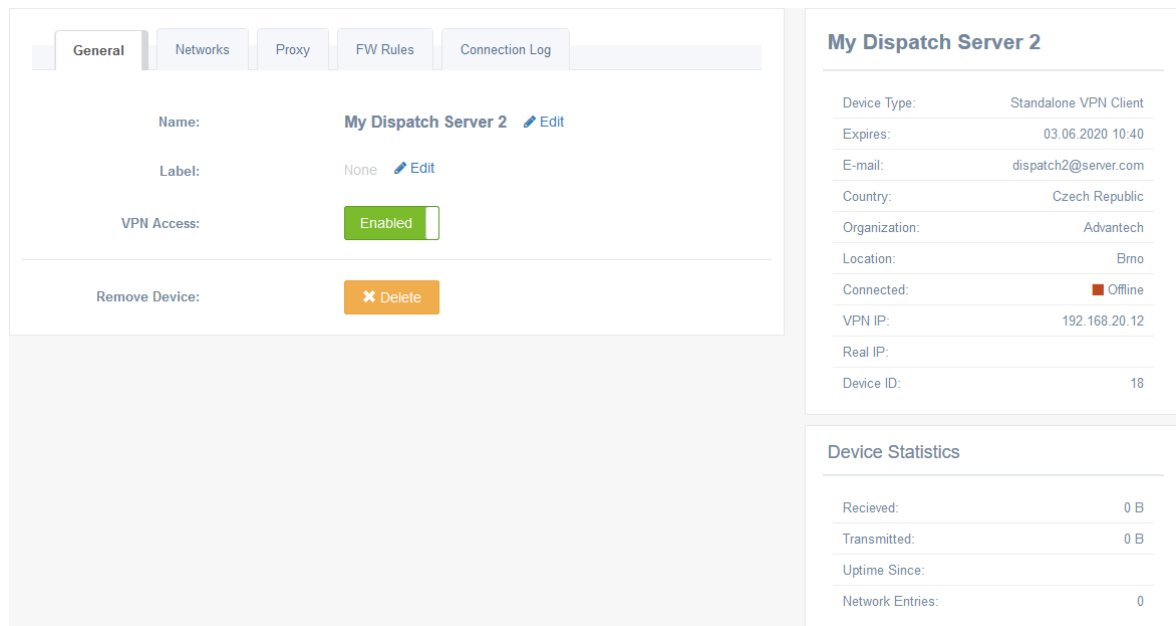 General Networks Proxy FW Rules Connection Log
Name: My Dispatch Server 2 Edit
Label: None Edit
VPN Access: Enabled
Remove Device: Delete
My Dispatch Server 2
Device Type: Standalone VPN Client
Expires: 03.06.2020 10:40
E-mail: dispatch2@server.com
Country: Czech Republic
Organization: Advantech
Location: Brno
Connected: Offline
VPN IP: 192.168.20.12
Real IP:
Device ID: 18
Device Statistics
Recieved: 0 B
Transmitted: 0 B
Uptime Since:
Network Entries: 0